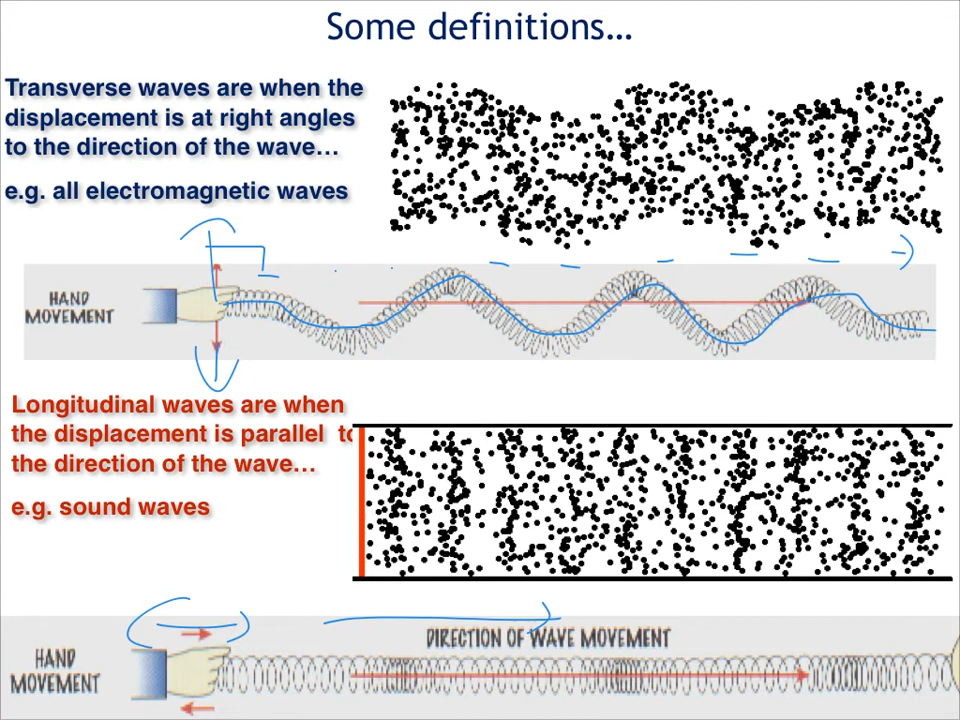 Some definitions…
Transverse waves are when the
displacement is at right angles
to the direction of the wave…
e.g. all electromagnetic waves
HAND
MOVEMENT
Longitudinal waves are when
the displacement is parallel to
the direction of the wave…
e.g. sound waves
DIRECTION OF WAVE MOVEMENT
HAND
MOVEMENT